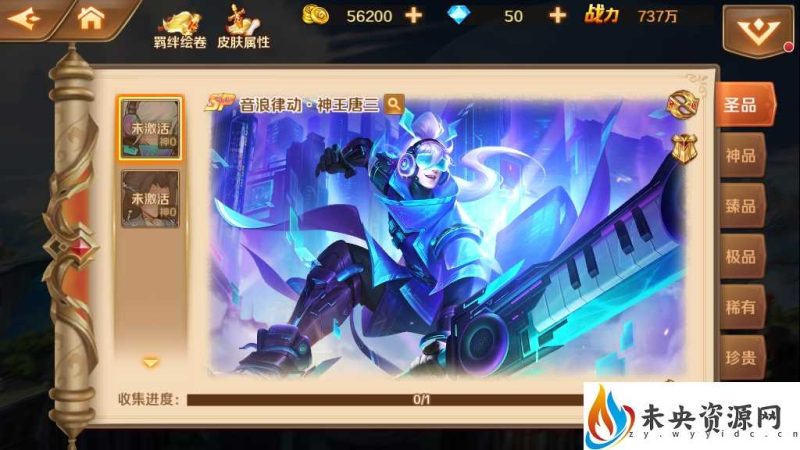 56200
50
战力 737万
羁绊绘卷 皮肤属性
SP 音浪律动·神王唐三
未激活
神0
未激活
神0
圣品
神品
臻品
极品
稀有
珍贵
收集进度：
0/1
未央资源网
zy.wyyidc.cn